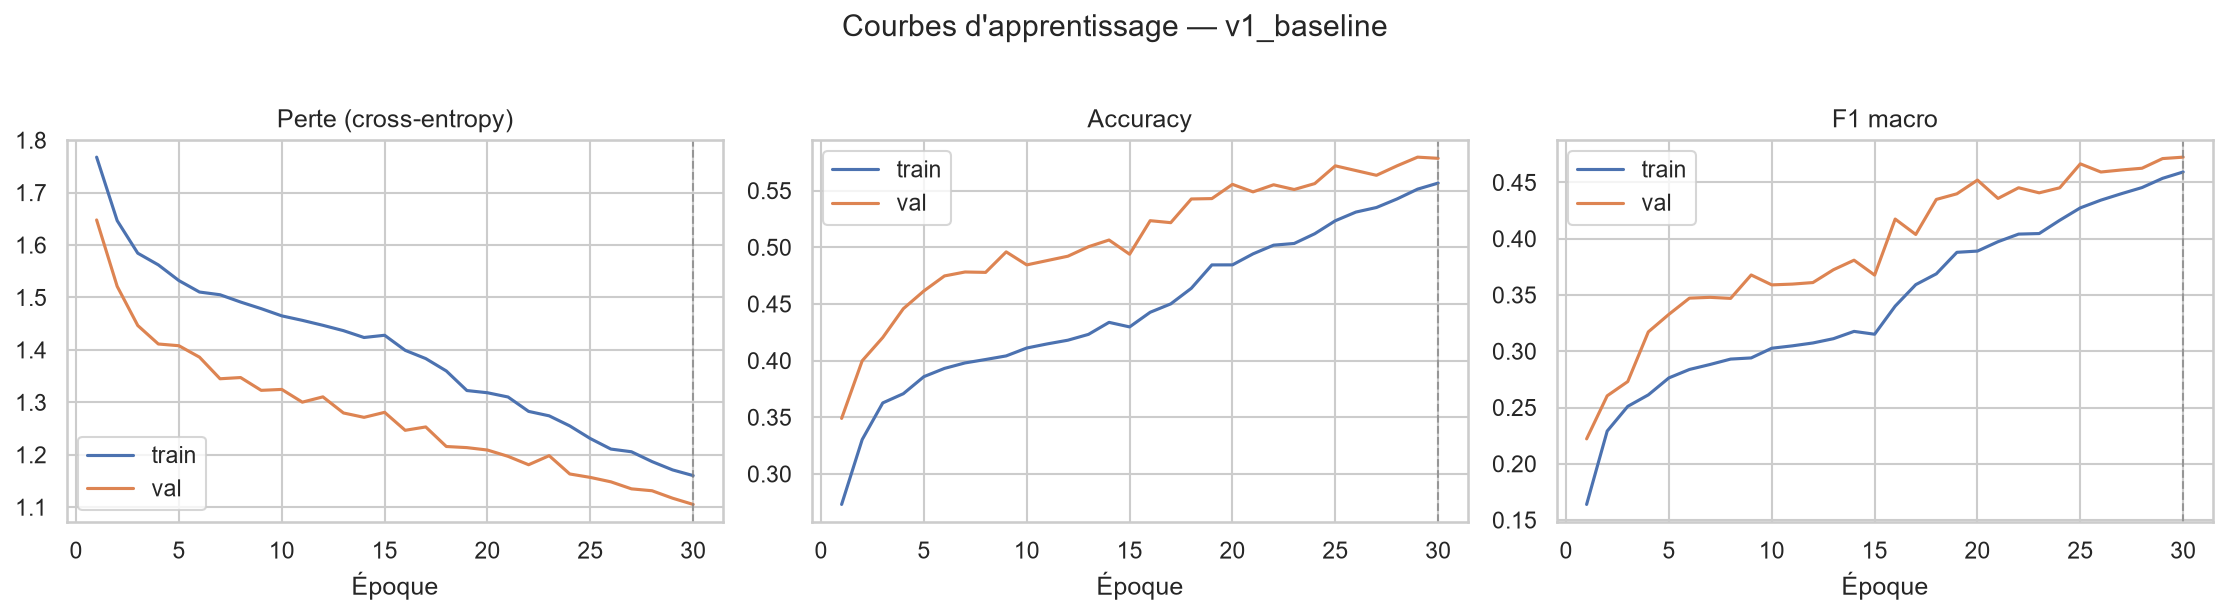 Courbes d'apprentissage — v1_baseline
Perte (cross-entropy)
1.8
1.7
1.6
1.5
1.4
1.3
1.2
1.1
train
val
0 5 10 15 20 25 30
Époque
Accuracy
0.55
0.50
0.45
0.40
0.35
0.30
train
val
0 5 10 15 20 25 30
Époque
F1 macro
0.45
0.40
0.35
0.30
0.25
0.20
0.15
train
val
0 5 10 15 20 25 30
Époque